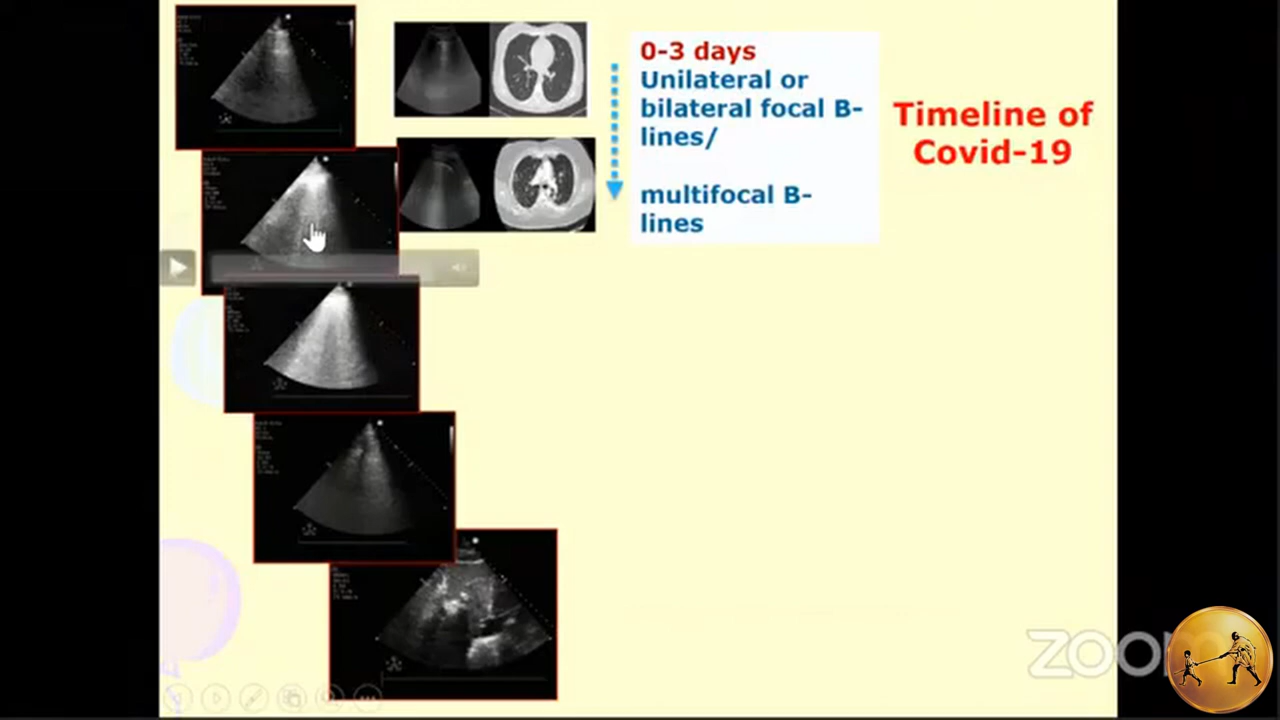 0-3 days
Unilateral or
bilateral focal B-
lines/
multifocal B-
lines
Timeline of
Covid-19
zoom